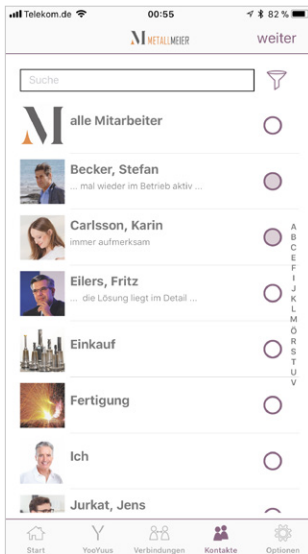 Telekom.de 00:55 82 %
METALLMEIER weiter
Suche
alle Mitarbeiter
Becker, Stefan
... mal wieder im Betrieb aktiv ...
Carlsson, Karin
immer aufmerksam
Eilers, Fritz
... die Lösung liegt im Detail ...
Einkauf
Fertigung
Ich
Jurkat, Jens
A
B
C
E
F
I
J
K
L
M
Ö
R
S
T
U
V
Start YooYuus Verbindungen Kontakte Optionen